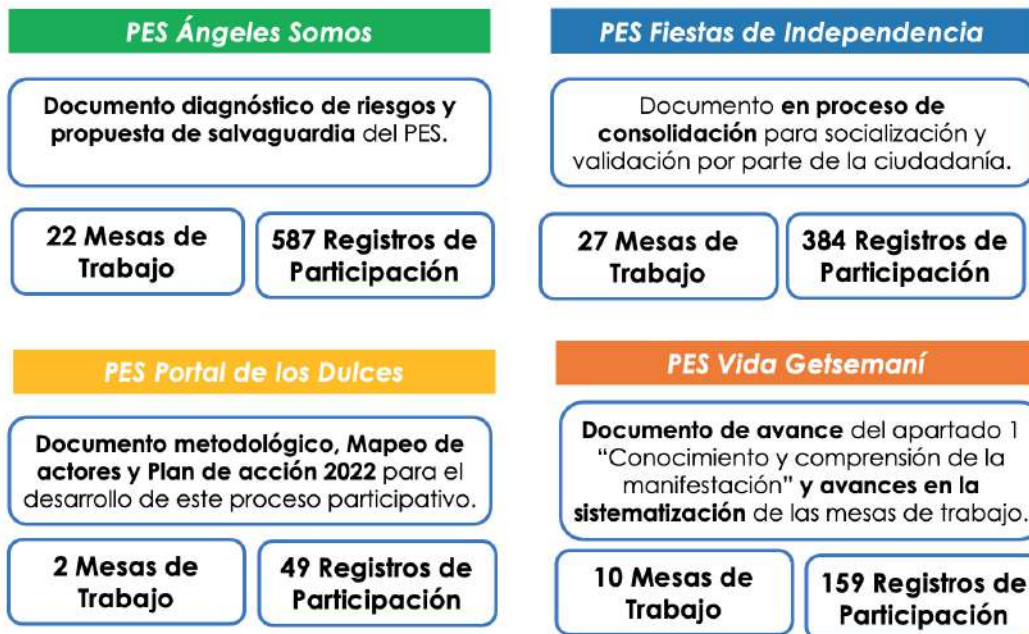 PES Ángeles Somos
Documento diagnóstico de riesgos y
propuesta de salvaguardia del PES.
22 Mesas de
Trabajo
587 Registros de
Participación
PES Fiestas de Independencia
Documento en proceso de
consolidación para socialización y
validación por parte de la ciudadanía.
27 Mesas de
Trabajo
384 Registros de
Participación
PES Portal de los Dulces
Documento metodológico, Mapeo de
actores y Plan de acción 2022 para el
desarrollo de este proceso participativo.
2 Mesas de
Trabajo
49 Registros de
Participación
PES Vida Getsemaní
Documento de avance del apartado 1
“Conocimiento y comprensión de la
manifestación” y avances en la
sistematización de las mesas de trabajo.
10 Mesas de
Trabajo
159 Registros de
Participación